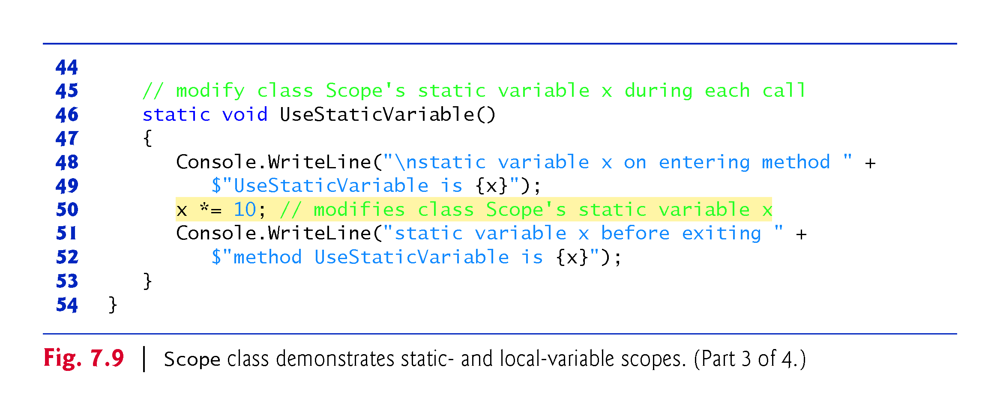 44
45 // modify class Scope's static variable x during each call
46 static void UseStaticVariable()
47 {
48 Console.WriteLine("\nstatic variable x on entering method " +
49 $"UseStaticVariable is {x}");
50 x *= 10; // modifies class Scope's static variable x
51 Console.WriteLine("static variable x before exiting " +
52 $"method UseStaticVariable is {x}");
53 }
54 }
Fig. 7.9 | Scope class demonstrates static- and local-variable scopes. (Part 3 of 4.)